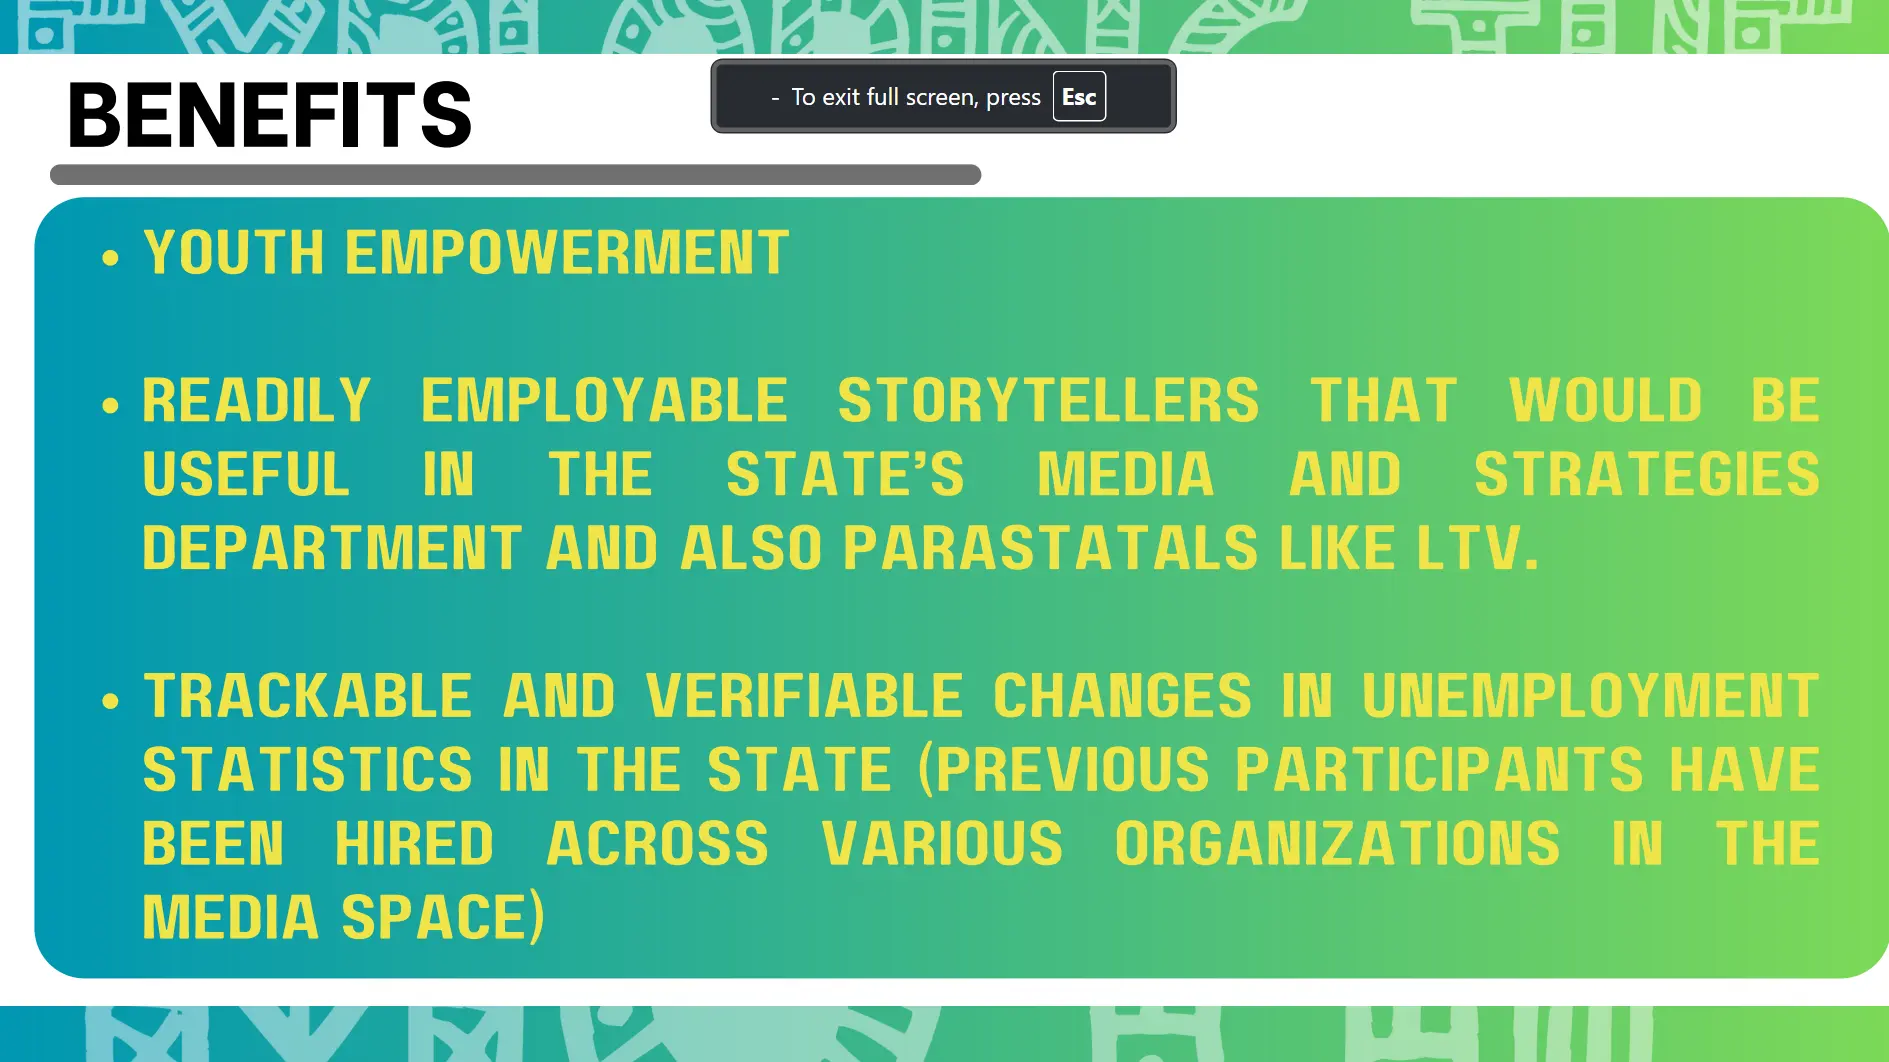 BENEFITS
- To exit full screen, press Esc
• YOUTH EMPOWERMENT
• READILY EMPLOYABLE STORYTELLERS THAT WOULD BE
USEFUL IN THE STATE’S MEDIA AND STRATEGIES
DEPARTMENT AND ALSO PARASTATALS LIKE LTV.
• TRACKABLE AND VERIFIABLE CHANGES IN UNEMPLOYMENT
STATISTICS IN THE STATE (PREVIOUS PARTICIPANTS HAVE
BEEN HIRED ACROSS VARIOUS ORGANIZATIONS IN THE
MEDIA SPACE)